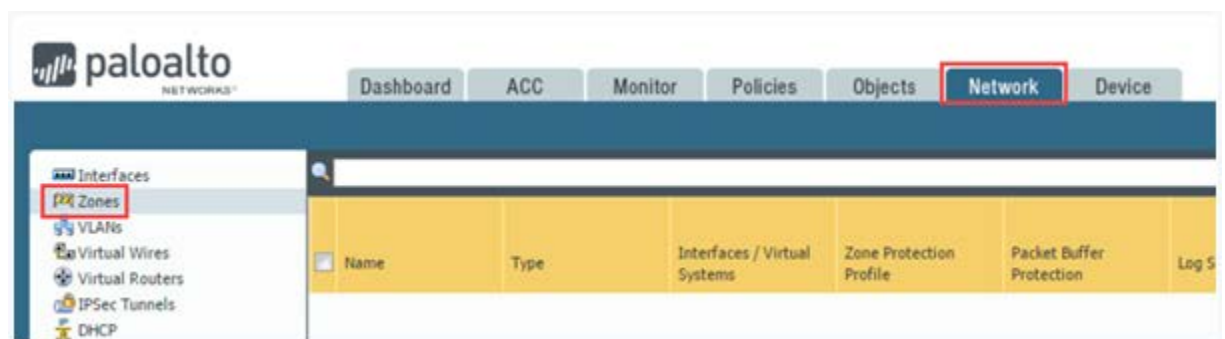 paloalto
NETWORKS®
Dashboard ACC Monitor Policies Objects Network Device
Interfaces
Zones
VLANs
Virtual Wires
Virtual Routers
IPSec Tunnels
DHCP
Name Type Interfaces / Virtual Systems Zone Protection Profile Packet Buffer Protection Log S